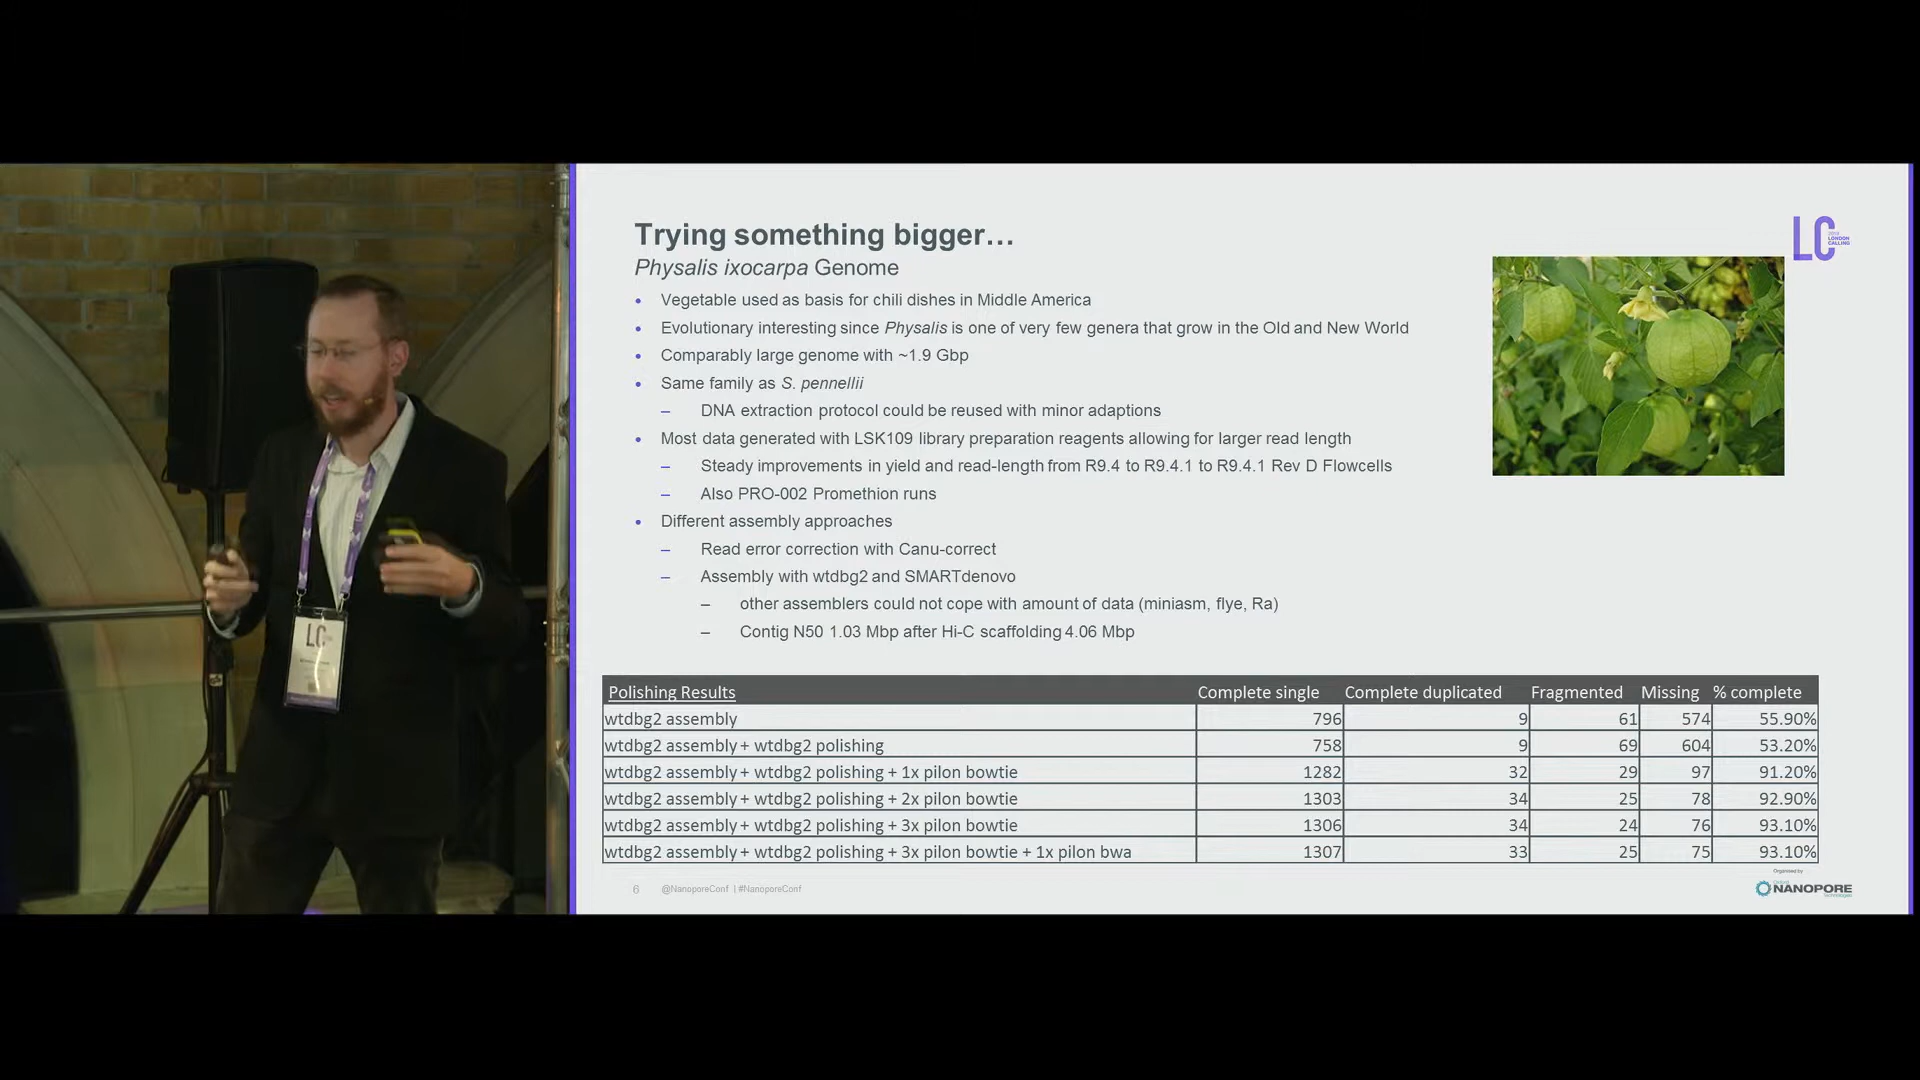 Trying something bigger…
Physalis ixocarpa Genome
LC
LONDON
CALLING
• Vegetable used as basis for chili dishes in Middle America
• Evolutionary interesting since Physalis is one of very few genera that grow in the Old and New World
• Comparably large genome with ~1.9 Gbp
• Same family as S. pennellii
– DNA extraction protocol could be reused with minor adaptions
• Most data generated with LSK109 library preparation reagents allowing for larger read length
– Steady improvements in yield and read-length from R9.4 to R9.4.1 to R9.4.1 Rev D Flowcells
– Also PRO-002 Promethion runs
• Different assembly approaches
– Read error correction with Canu-correct
– Assembly with wtdbg2 and SMARTdenovo
– other assemblers could not cope with amount of data (miniasm, flye, Ra)
– Contig N50 1.03 Mbp after Hi-C scaffolding 4.06 Mbp
LC
Polishing Results Complete single Complete duplicated Fragmented Missing % complete
wtdbg2 assembly 796 9 61 574 55.90%
wtdbg2 assembly + wtdbg2 polishing 758 9 69 604 53.20%
wtdbg2 assembly + wtdbg2 polishing + 1x pilon bowtie 1282 32 29 97 91.20%
wtdbg2 assembly + wtdbg2 polishing + 2x pilon bowtie 1303 34 25 78 92.90%
wtdbg2 assembly + wtdbg2 polishing + 3x pilon bowtie 1306 34 24 76 93.10%
wtdbg2 assembly + wtdbg2 polishing + 3x pilon bowtie + 1x pilon bwa 1307 33 25 75 93.10%
6 @NanoporeConf | #NanoporeConf
Organised by
NANOPORE